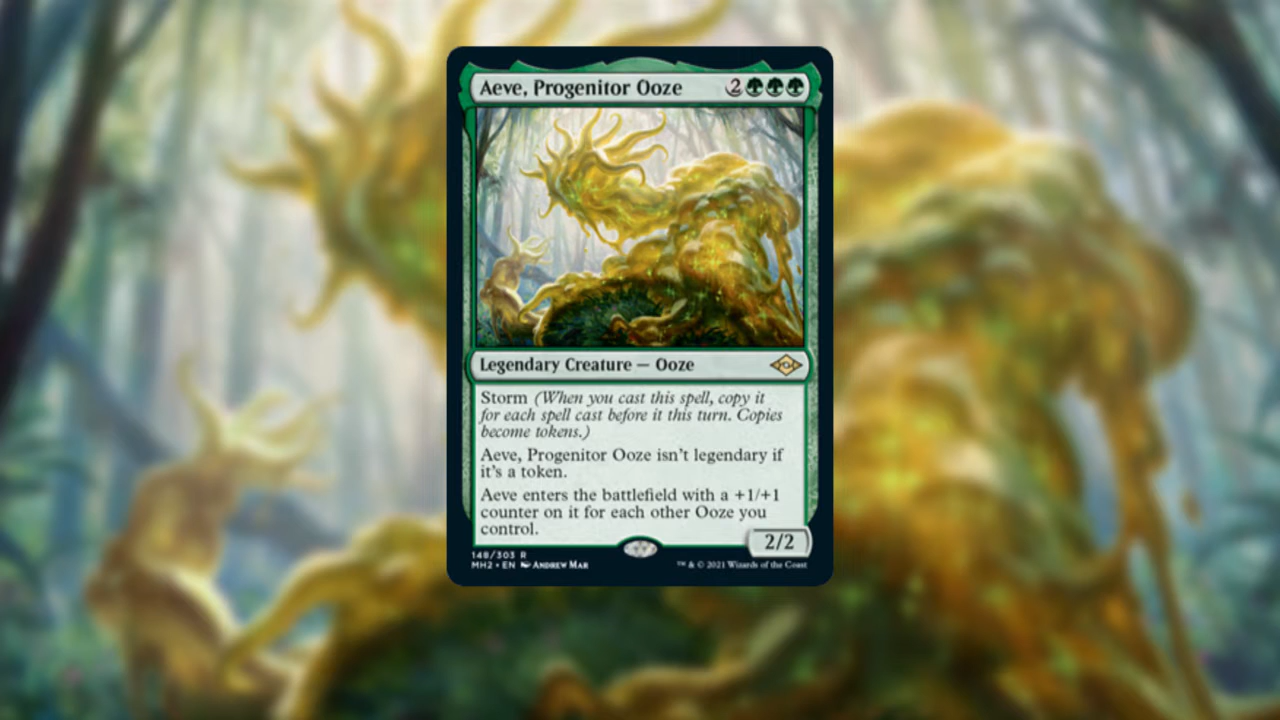 Aeve, Progenitor Ooze 2
Legendary Creature — Ooze
Storm (When you cast this spell, copy it
for each spell cast before it this turn. Copies
become tokens.)
Aeve, Progenitor Ooze isn't legendary if
it's a token.
Aeve enters the battlefield with a +1/+1
counter on it for each other Ooze you
control.
2/2
148/303 R
MH2 • EN Andrew Mar
™ & © 2021 Wizards of the Coast